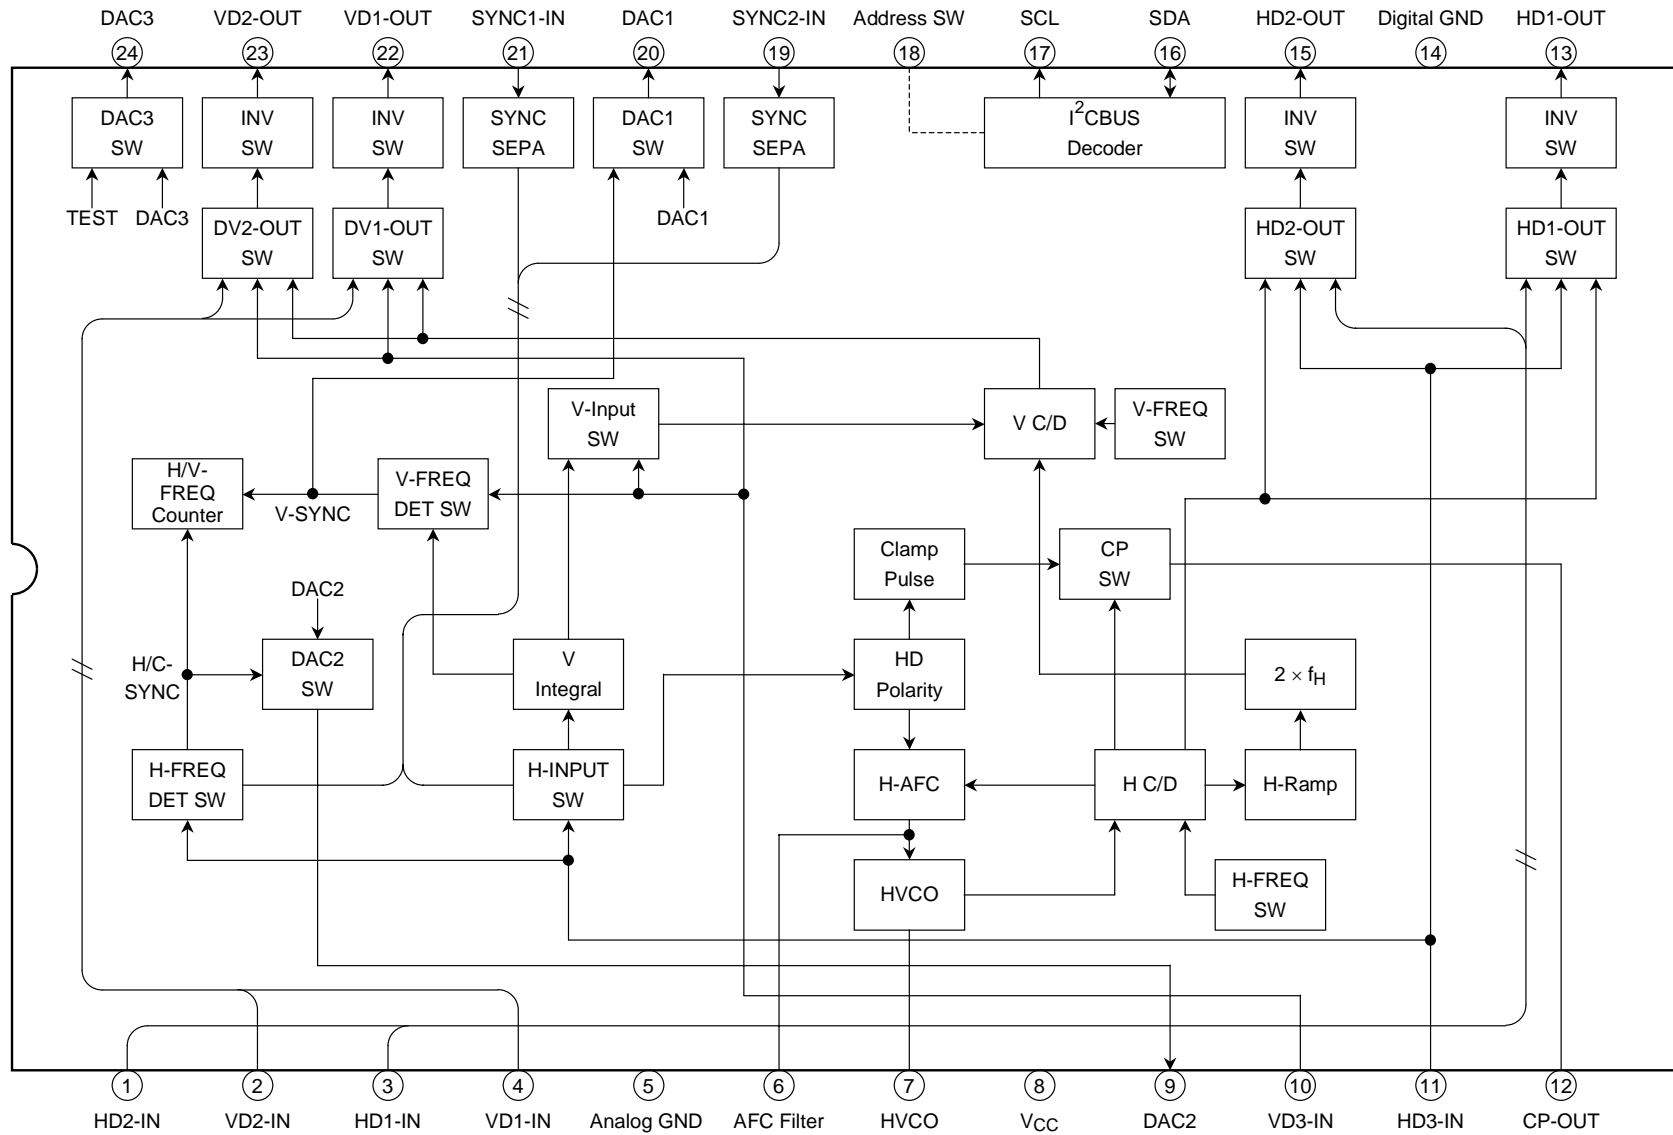 DAC3 VD2-OUT VD1-OUT SYNC1-IN DAC1 SYNC2-IN Address SW SCL SDA HD2-OUT Digital GND HD1-OUT
24 23 22 21 20 19 18 17 16 15 14 13
DAC3
SW
INV
SW
INV
SW
SYNC
SEPA
DAC1
SW
SYNC
SEPA
I2CBUS
Decoder
INV
SW
INV
SW
TEST DAC3
DV2-OUT
SW
DV1-OUT
SW
DAC1
HD2-OUT
SW
HD1-OUT
SW
V-Input
SW
V C/D
V-FREQ
SW
H/V-
FREQ
Counter
V-SYNC
V-FREQ
DET SW
Clamp
Pulse
CP
SW
DAC2
H/C-
SYNC
DAC2
SW
V
Integral
HD
Polarity
2 × fH
H-FREQ
DET SW
H-INPUT
SW
H-AFC
H C/D
H-Ramp
HVCO
H-FREQ
SW
1 2 3 4 5 6 7 8 9 10 11 12
HD2-IN VD2-IN HD1-IN VD1-IN Analog GND AFC Filter HVCO VCC DAC2 VD3-IN HD3-IN CP-OUT